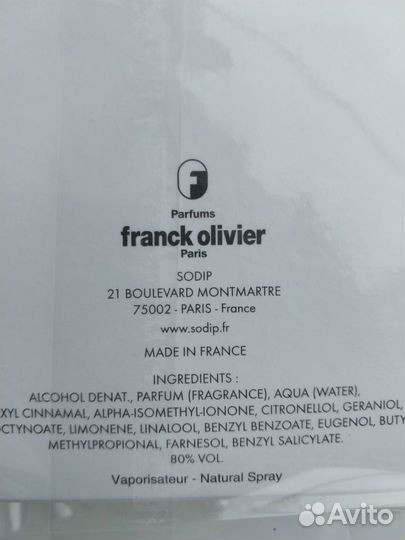 F
Parfums
franck olivier
Paris
SODIP
21 BOULEVARD MONTMARTRE
75002 - PARIS - France
www.sodip.fr
MADE IN FRANCE
INGREDIENTS :
ALCOHOL DENAT., PARFUM (FRAGRANCE), AQUA (WATER),
XYL CINNAMAL, ALPHA-ISOMETHYL-IONONE, CITRONELLOL, GERANIOL
OCTYNOATE, LIMONENE, LINALOOL, BENZYL BENZOATE, EUGENOL, BUTY
METHYLPROPIONAL, FARNESOL, BENZYL SALICYLATE.
80% VOL.
Vaporisateur - Natural Spray
Avito